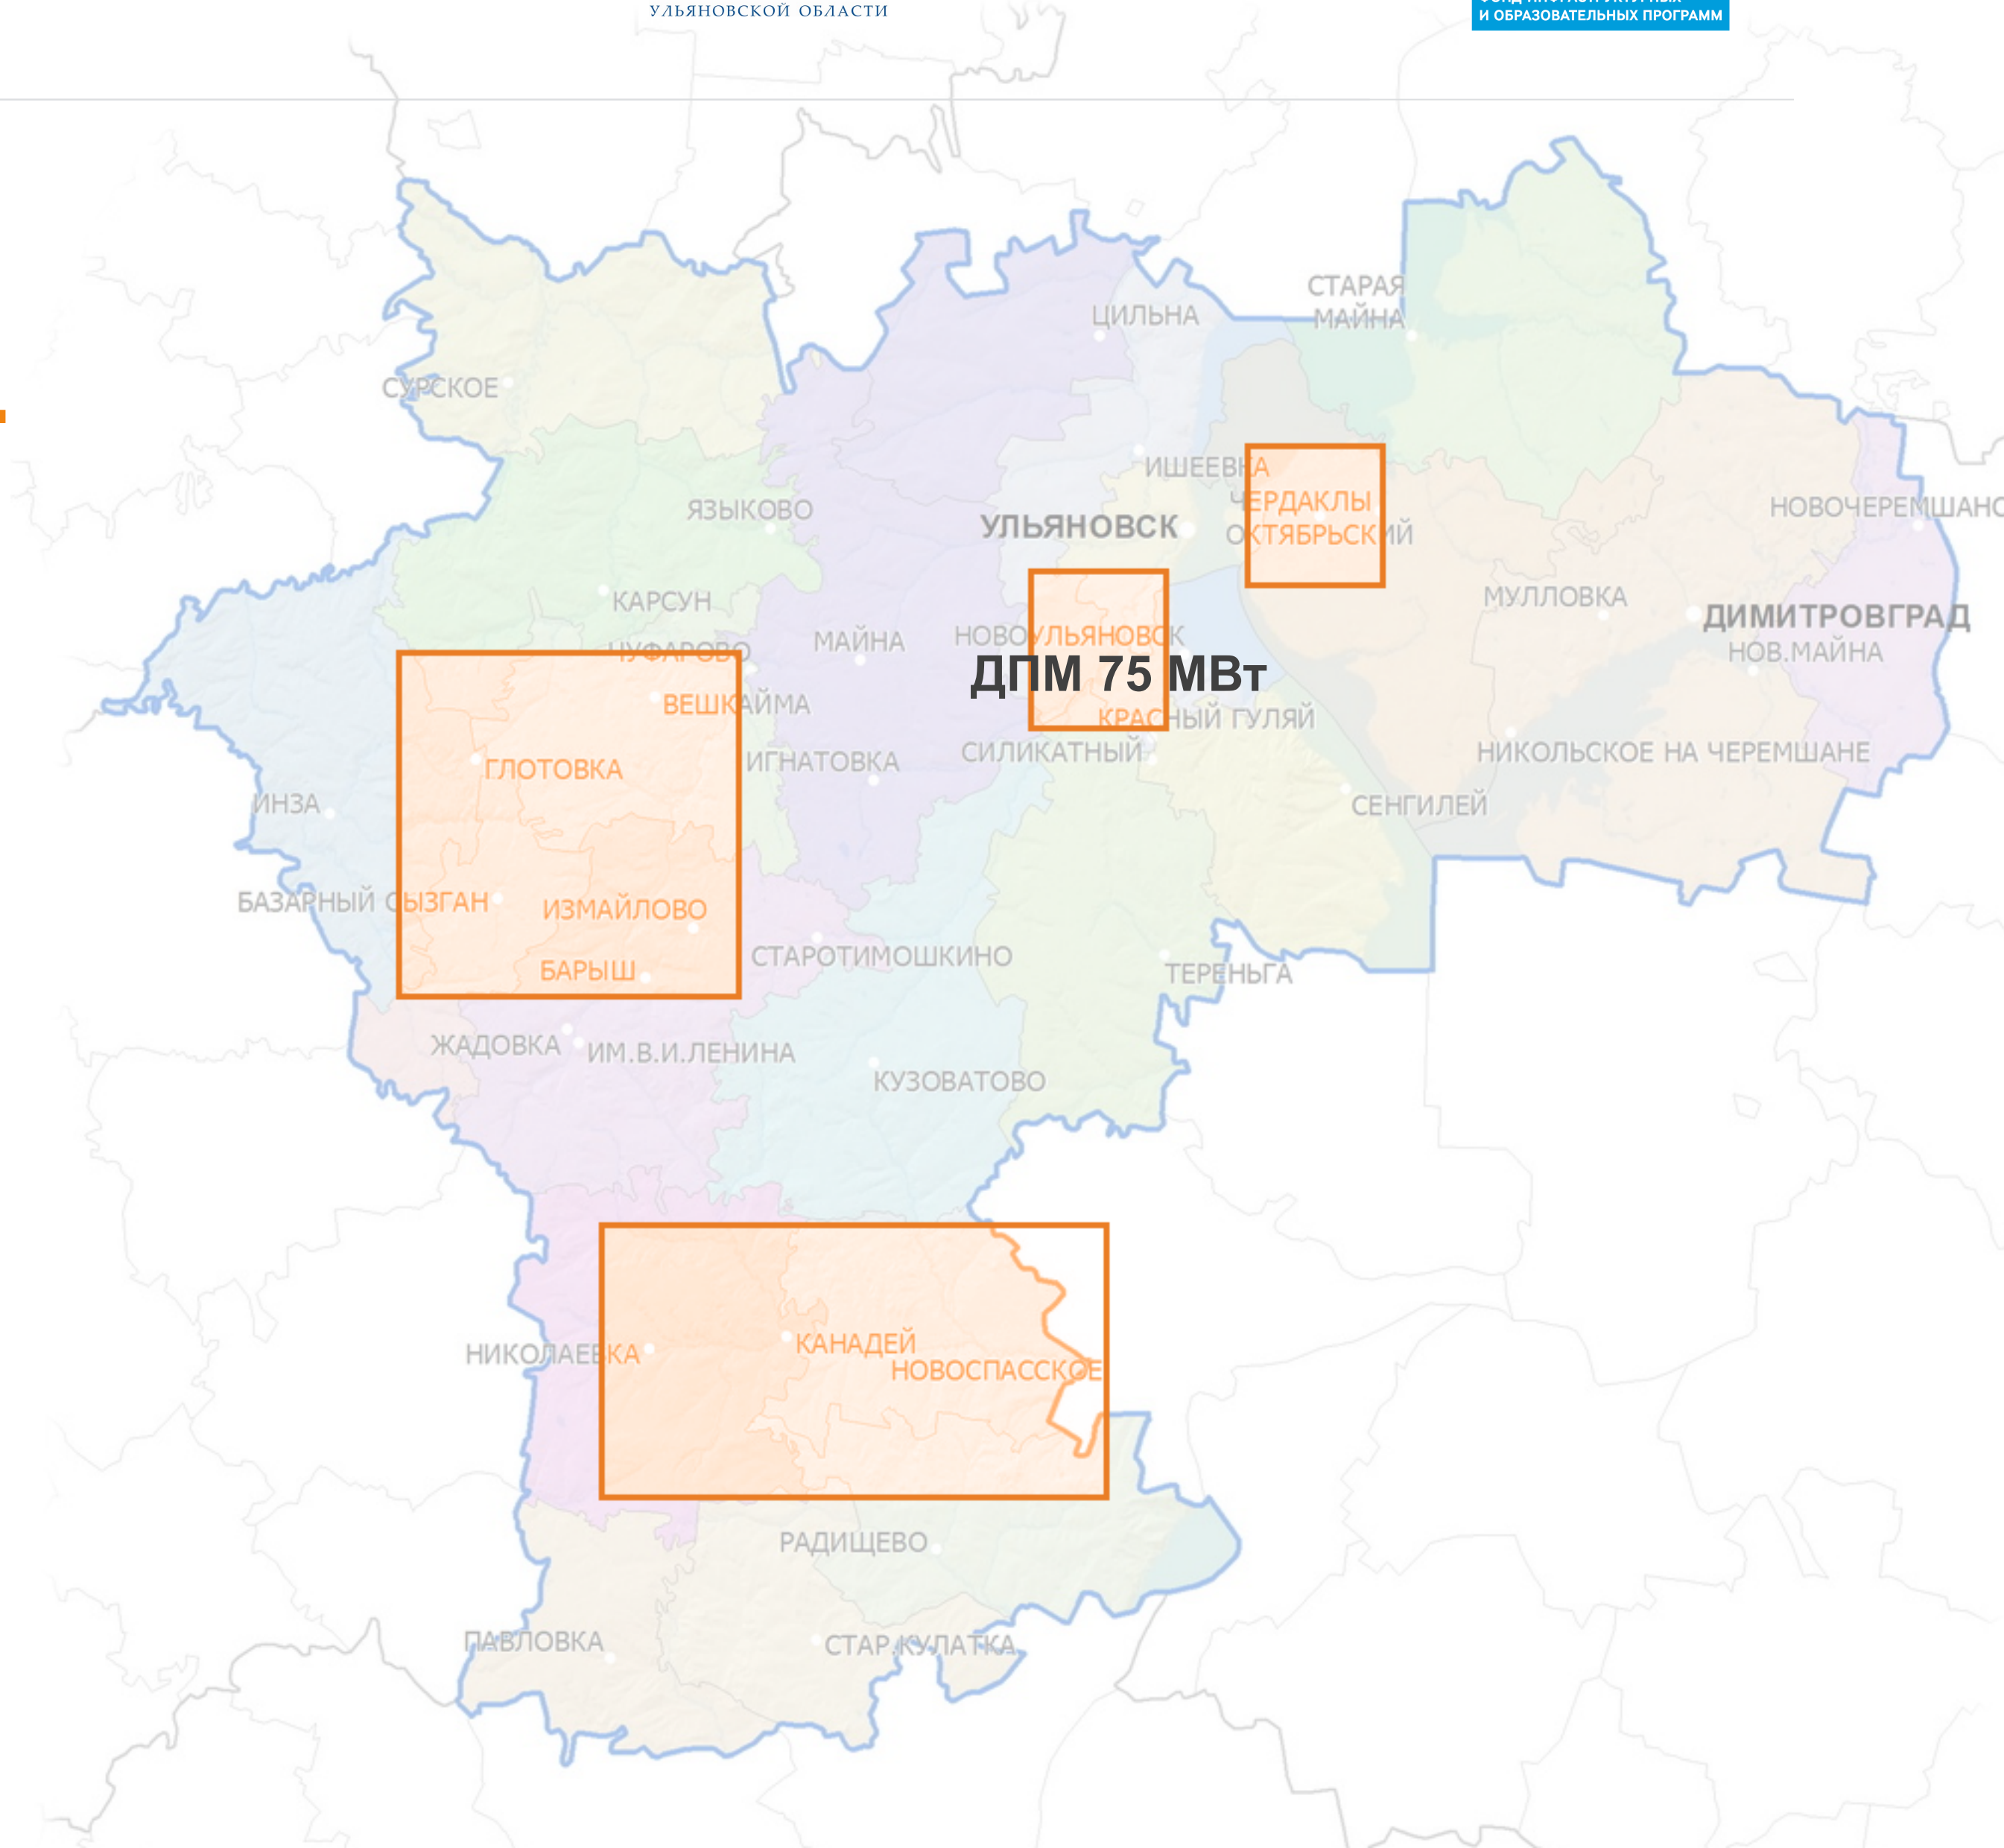 УЛЬЯНОВСКОЙ ОБЛАСТИ
И ОБРАЗОВАТЕЛЬНЫХ ПРОГРАММ
СТАРАЯ
МАЙНА
ЦИЛЬНА
СУРСКОЕ
ИШЕЕВКА
ЯЗЫКОВО
ЧЕРДАКЛЫ
НОВОЧЕРЕМШАНС
УЛЬЯНОВСК
ОКТЯБРЬСКИЙ
КАРСУН
МУЛЛОВКА
ДИМИТРОВГРАД
НОВОУЛЬЯНОВСК
МАЙНА
ЧУФАРОВО
НОВ.МАЙНА
ДПМ 75 МВт
ВЕШКАЙМА
КРАСНЫЙ ГУЛЯЙ
СИЛИКАТНЫЙ
НИКОЛЬСКОЕ НА ЧЕРЕМШАНЕ
ИГНАТОВКА
ГЛОТОВКА
ИНЗА
СЕНГИЛЕЙ
БАЗАРНЫЙ СЫЗГАН
ИЗМАЙЛОВО
СТАРОТИМОШКИНО
БАРЫШ
ТЕРЕНЬГА
ЖАДОВКА
ИМ.В.И.ЛЕНИНА
КУЗОВАТОВО
КАНАДЕЙ
НИКОЛАЕВКА
НОВОСПАССКОЕ
РАДИЩЕВО
ПАВЛОВКА
СТАР.КУЛАТКА